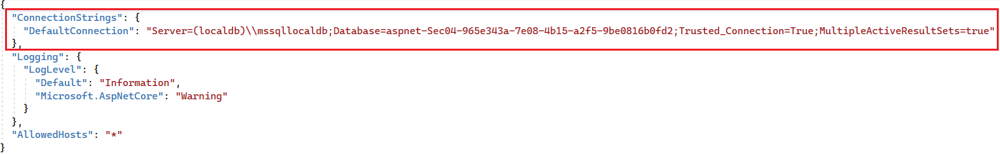 {
"ConnectionStrings": {
"DefaultConnection": "Server=(localdb)\\mssqllocaldb;Database=aspnet-Sec04-965e343a-7e08-4b15-a2f5-9be0816b0fd2;Trusted_Connection=True;MultipleActiveResultSets=true"
},
"Logging": {
"LogLevel": {
"Default": "Information",
"Microsoft.AspNetCore": "Warning"
}
},
"AllowedHosts": "*"
}